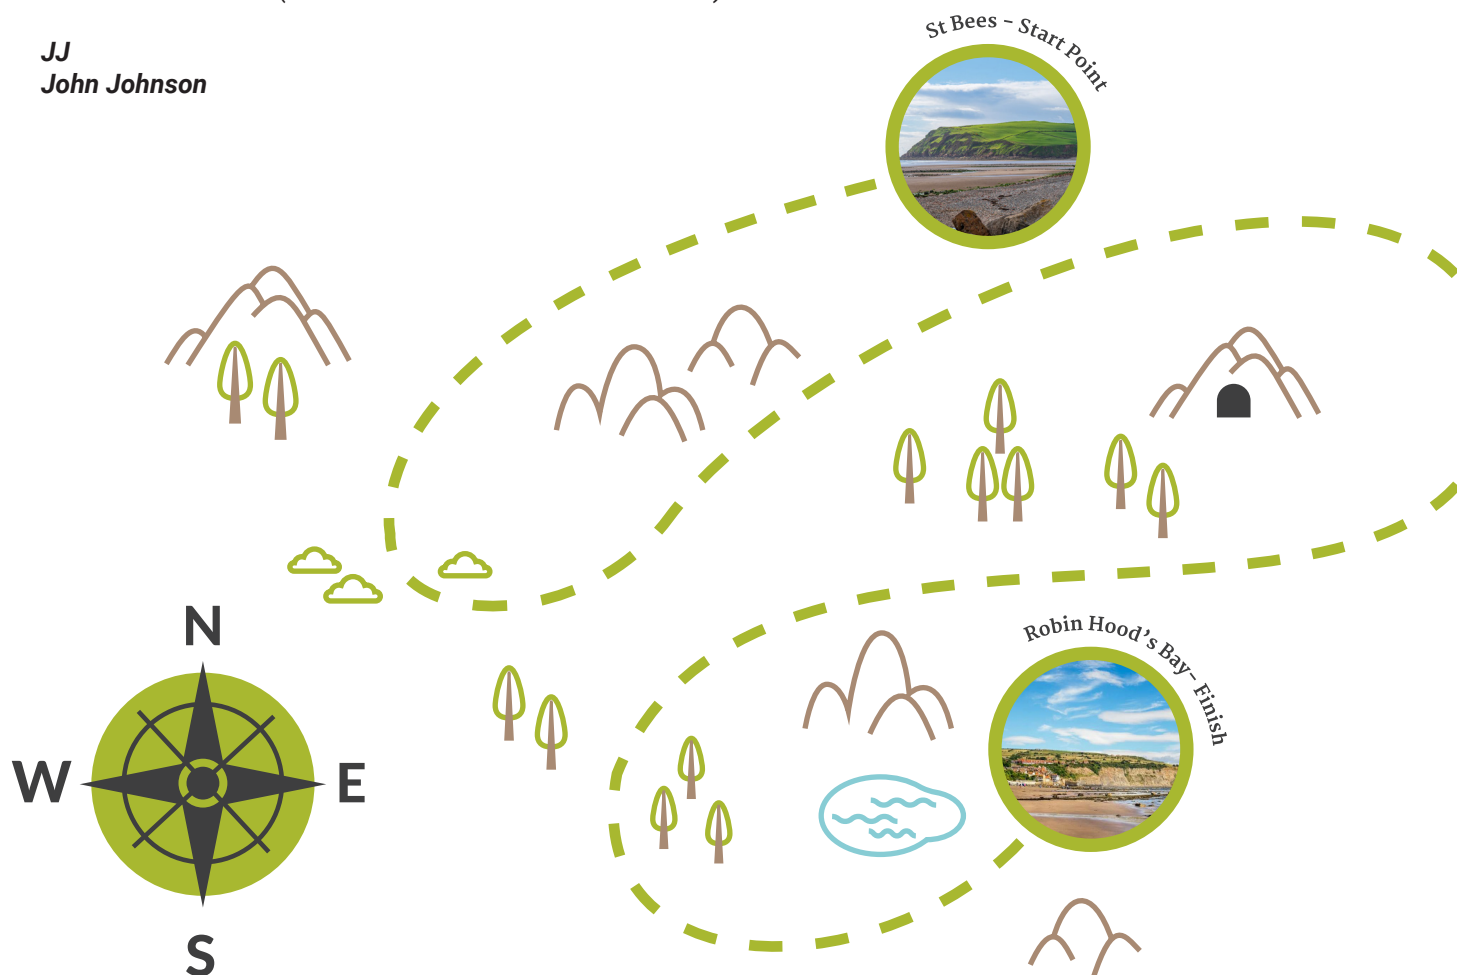 JJ
John Johnson
St Bees – Start Point
Robin Hood's Bay– Finish
N
W
E
S